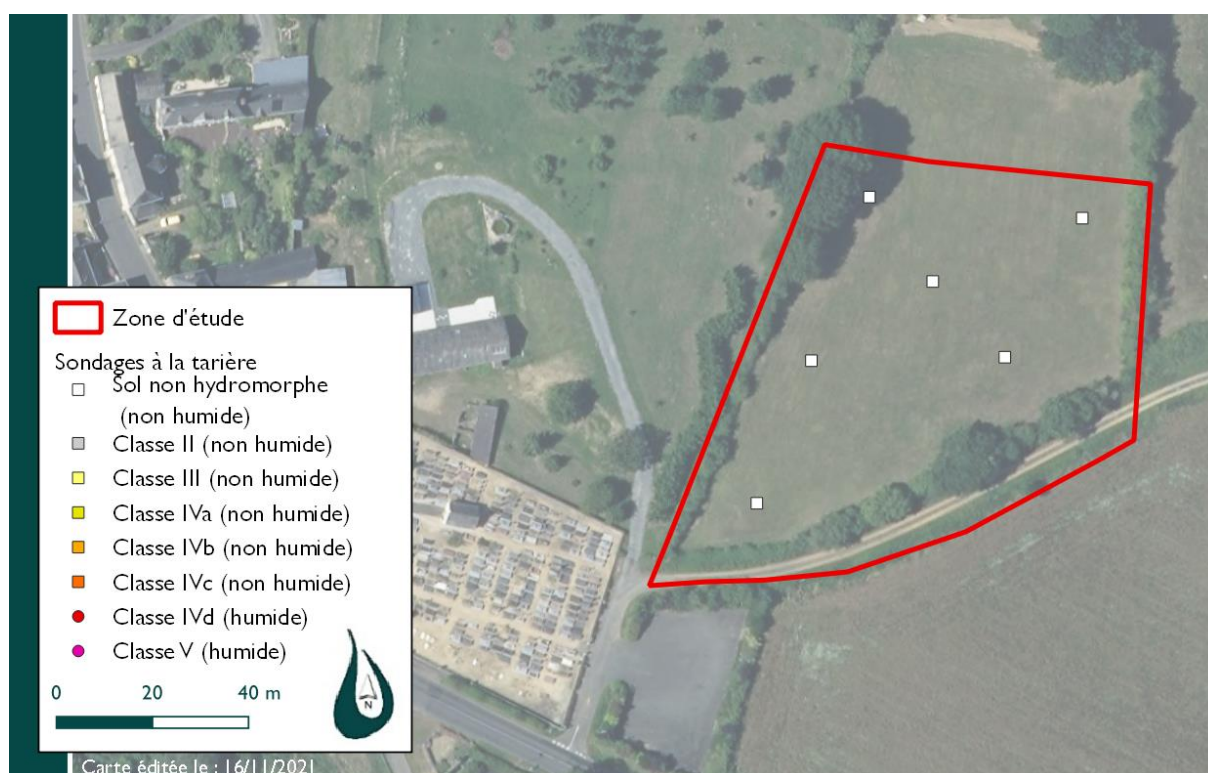 Zone d'étude
Sondages à la tarière
Sol non hydromorphe
(non humide)
Classe II (non humide)
Classe III (non humide)
Classe IVa (non humide)
Classe IVb (non humide)
Classe IVc (non humide)
Classe IVd (humide)
Classe V (humide)
0 20 40 m
N
Carte éditée le : 16/11/2021